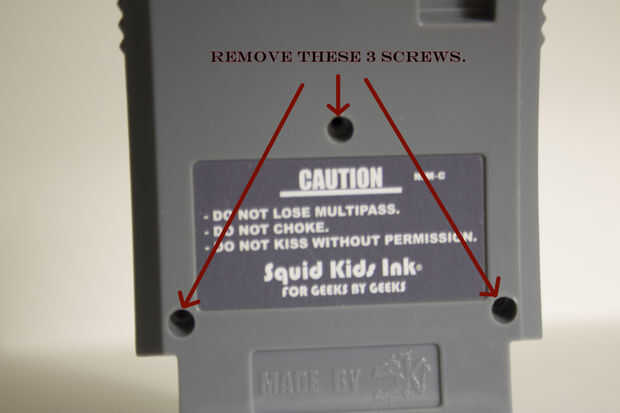 REMOVE THESE 3 SCREWS.
CAUTION
- DO NOT LOSE MULTIPASS.
- DO NOT CHOKE.
- DO NOT KISS WITHOUT PERMISSION.
Squid Kids Ink®
FOR GEEKS BY GEEKS
MADE BY